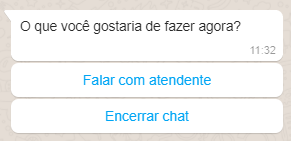 O que você gostaria de fazer agora?
11:32
Falar com atendente
Encerrar chat